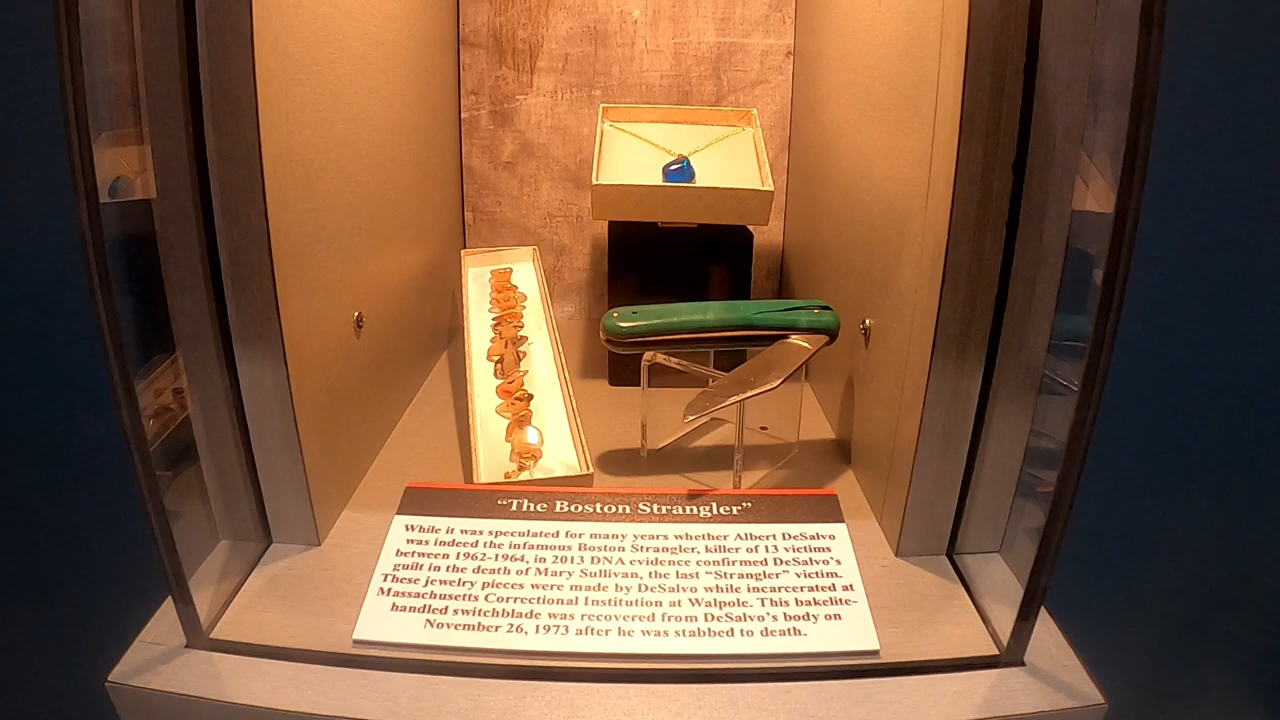 “The Boston Strangler”
While it was speculated for many years whether Albert DeSalvo
was indeed the infamous Boston Strangler, killer of 13 victims
between 1962-1964, in 2013 DNA evidence confirmed DeSalvo’s
guilt in the death of Mary Sullivan, the last “Strangler” victim.
These jewelry pieces were made by DeSalvo while incarcerated at
Massachusetts Correctional Institution at Walpole. This bakelite-
handled switchblade was recovered from DeSalvo’s body on
November 26, 1973 after he was stabbed to death.